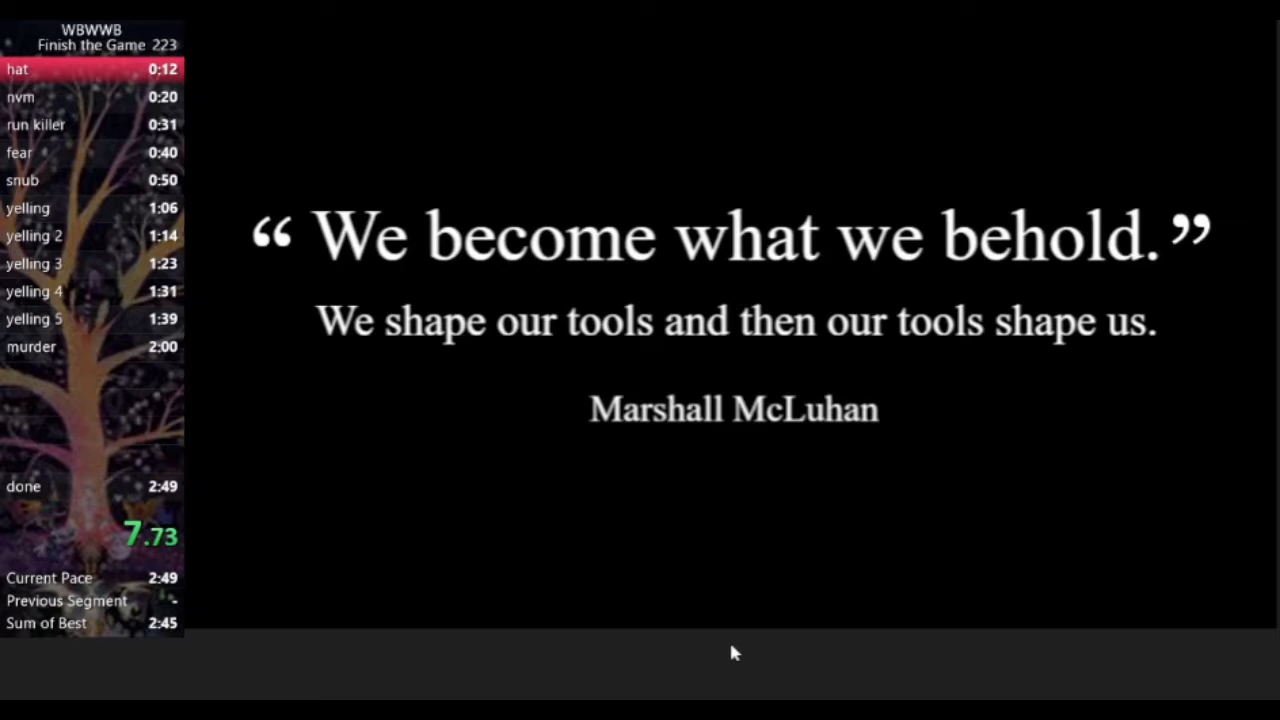 WBWWB
Finish the Game 223
hat 0:12
nvm 0:20
run killer 0:31
fear 0:40
snub 0:50
yelling 1:06
yelling 2 1:14
yelling 3 1:23
yelling 4 1:31
yelling 5 1:39
murder 2:00
done 2:49
7.73
Current Pace 2:49
Previous Segment -
Sum of Best 2:45
“ We become what we behold. ”
We shape our tools and then our tools shape us.
Marshall McLuhan